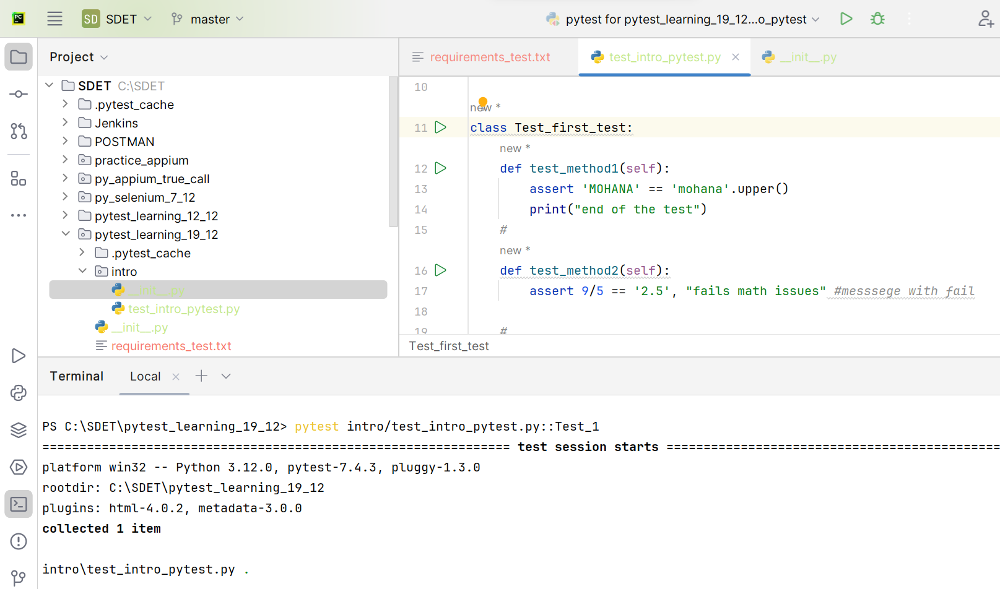 PC SD SDET master pytest for pytest_learning_19_12...o_pytest
Project
SDET C:\SDET
.pytest_cache
Jenkins
POSTMAN
practice_appium
py_appium_true_call
py_selenium_7_12
pytest_learning_12_12
pytest_learning_19_12
.pytest_cache
intro
__init__.py
test_intro_pytest.py
__init__.py
requirements_test.txt
requirements_test.txt test_intro_pytest.py __init__.py
10
new *
11 class Test_first_test:
new *
12 def test_method1(self):
13 assert 'MOHANA' == 'mohana'.upper()
14 print("end of the test")
15 #
new *
16 def test_method2(self):
17 assert 9/5 == '2.5', "fails math issues" #messsege with fail
18
19 #
Test_first_test
Terminal Local
PS C:\SDET\pytest_learning_19_12> pytest intro/test_intro_pytest.py::Test_1
=============================================================== test session starts =============================================
platform win32 -- Python 3.12.0, pytest-7.4.3, pluggy-1.3.0
rootdir: C:\SDET\pytest_learning_19_12
plugins: html-4.0.2, metadata-3.0.0
collected 1 item
intro\test_intro_pytest.py .